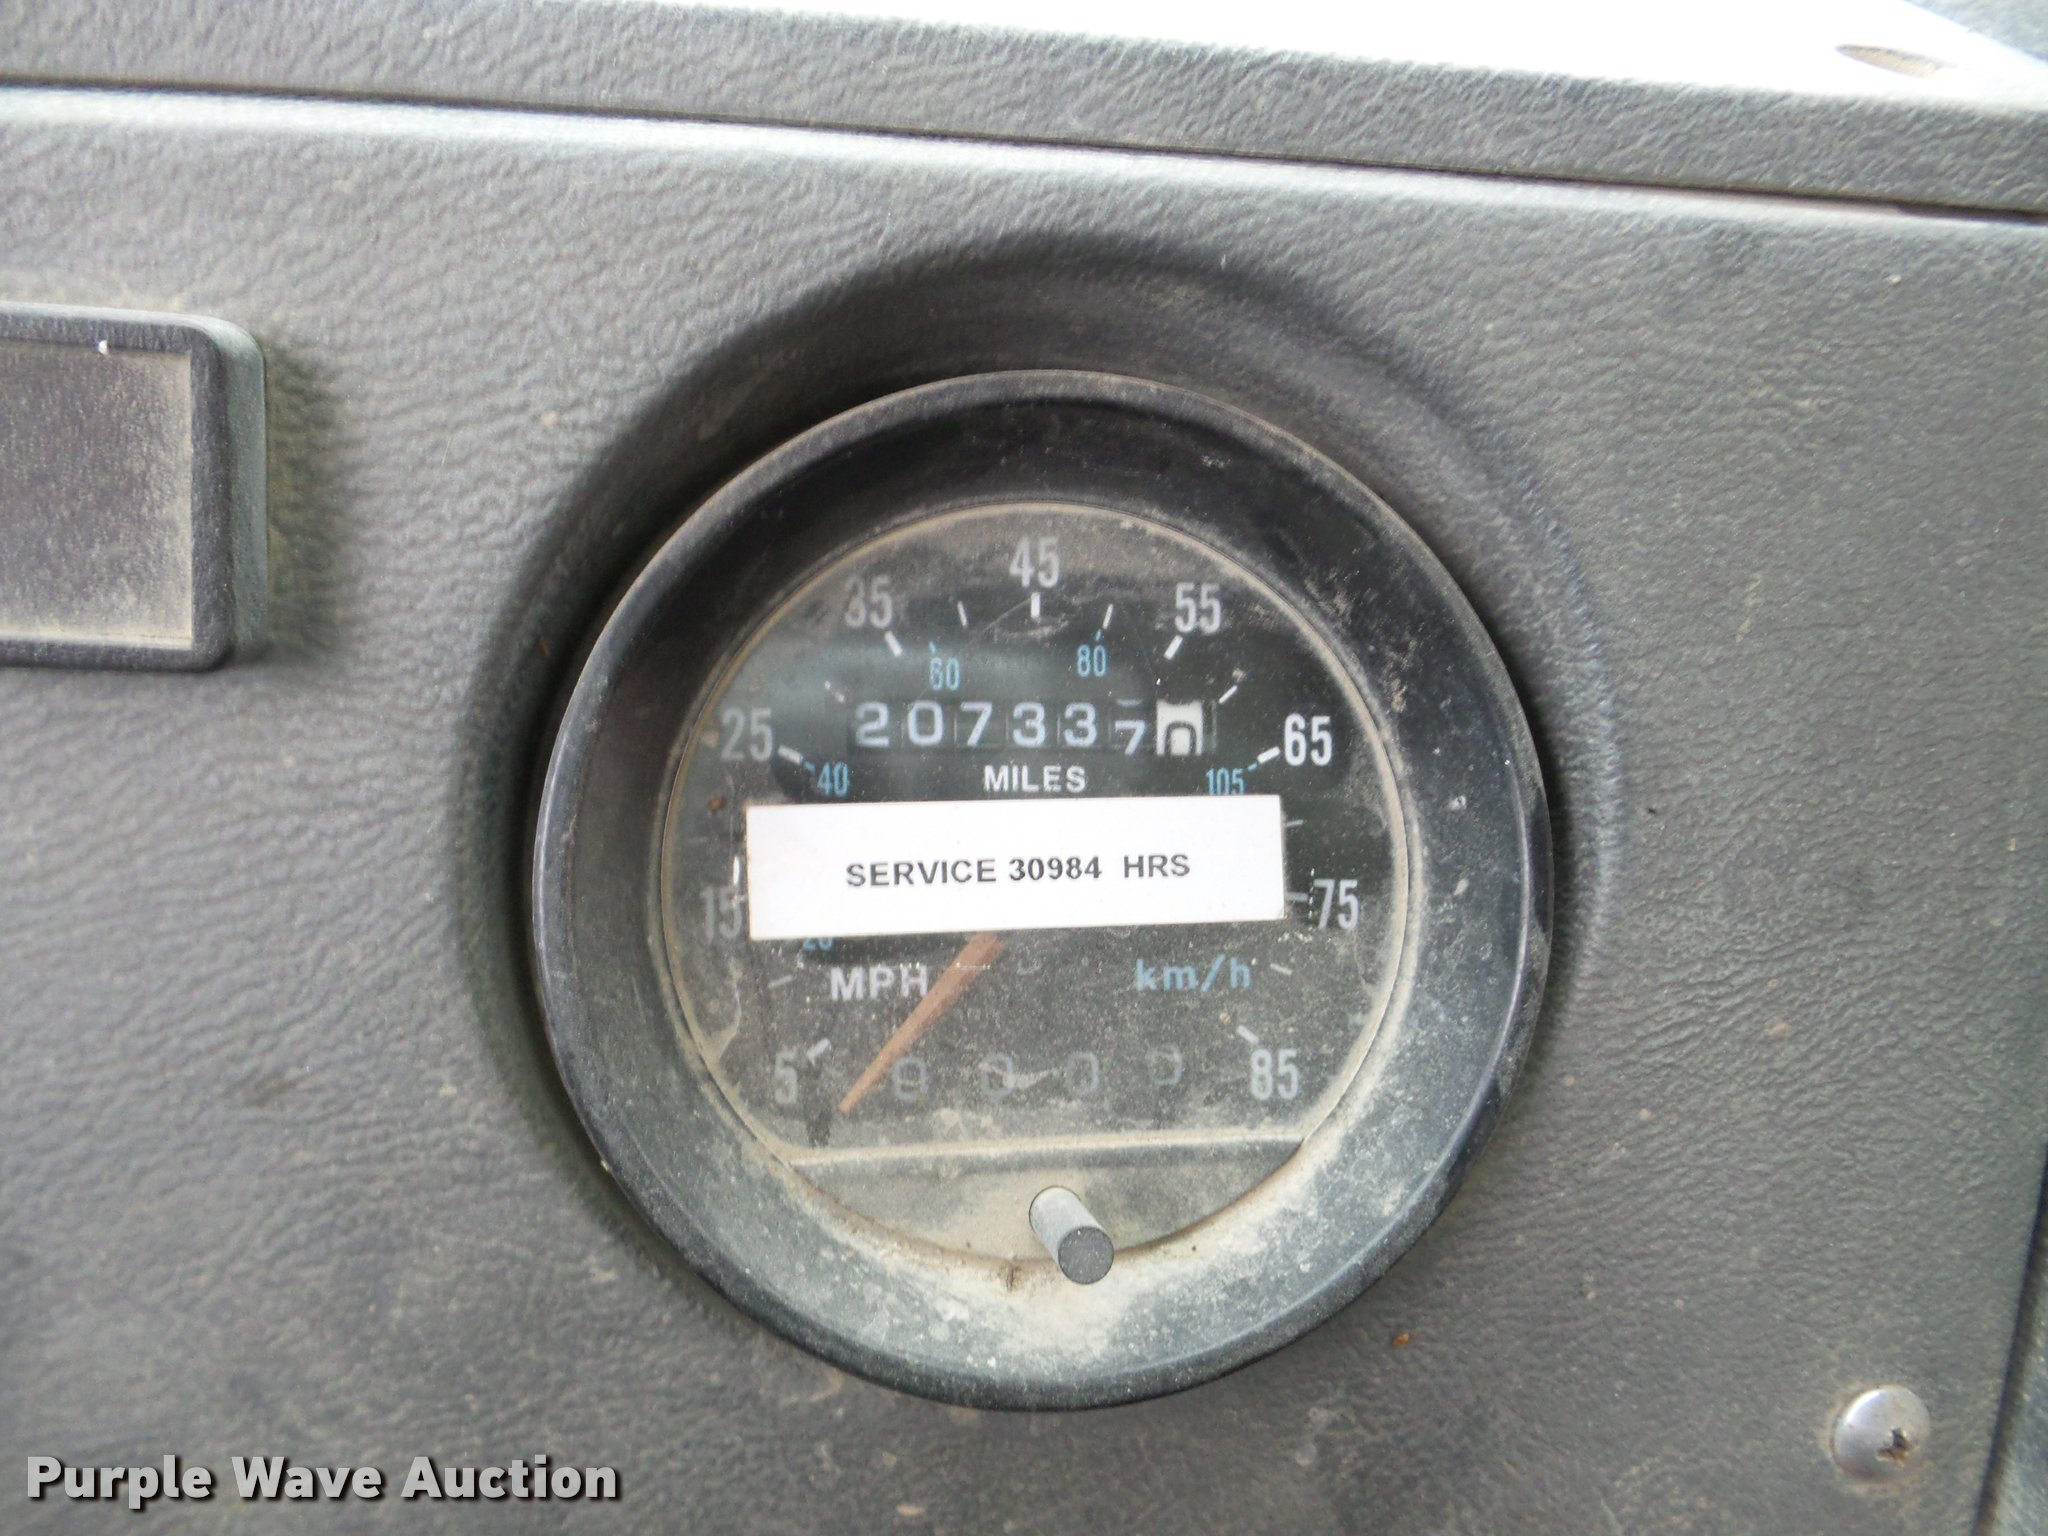 45
35 55
60 80
25 2073370 65
40 MILES 105
SERVICE 30984 HRS
15 75
MPH km/h
5 85
Purple Wave Auction